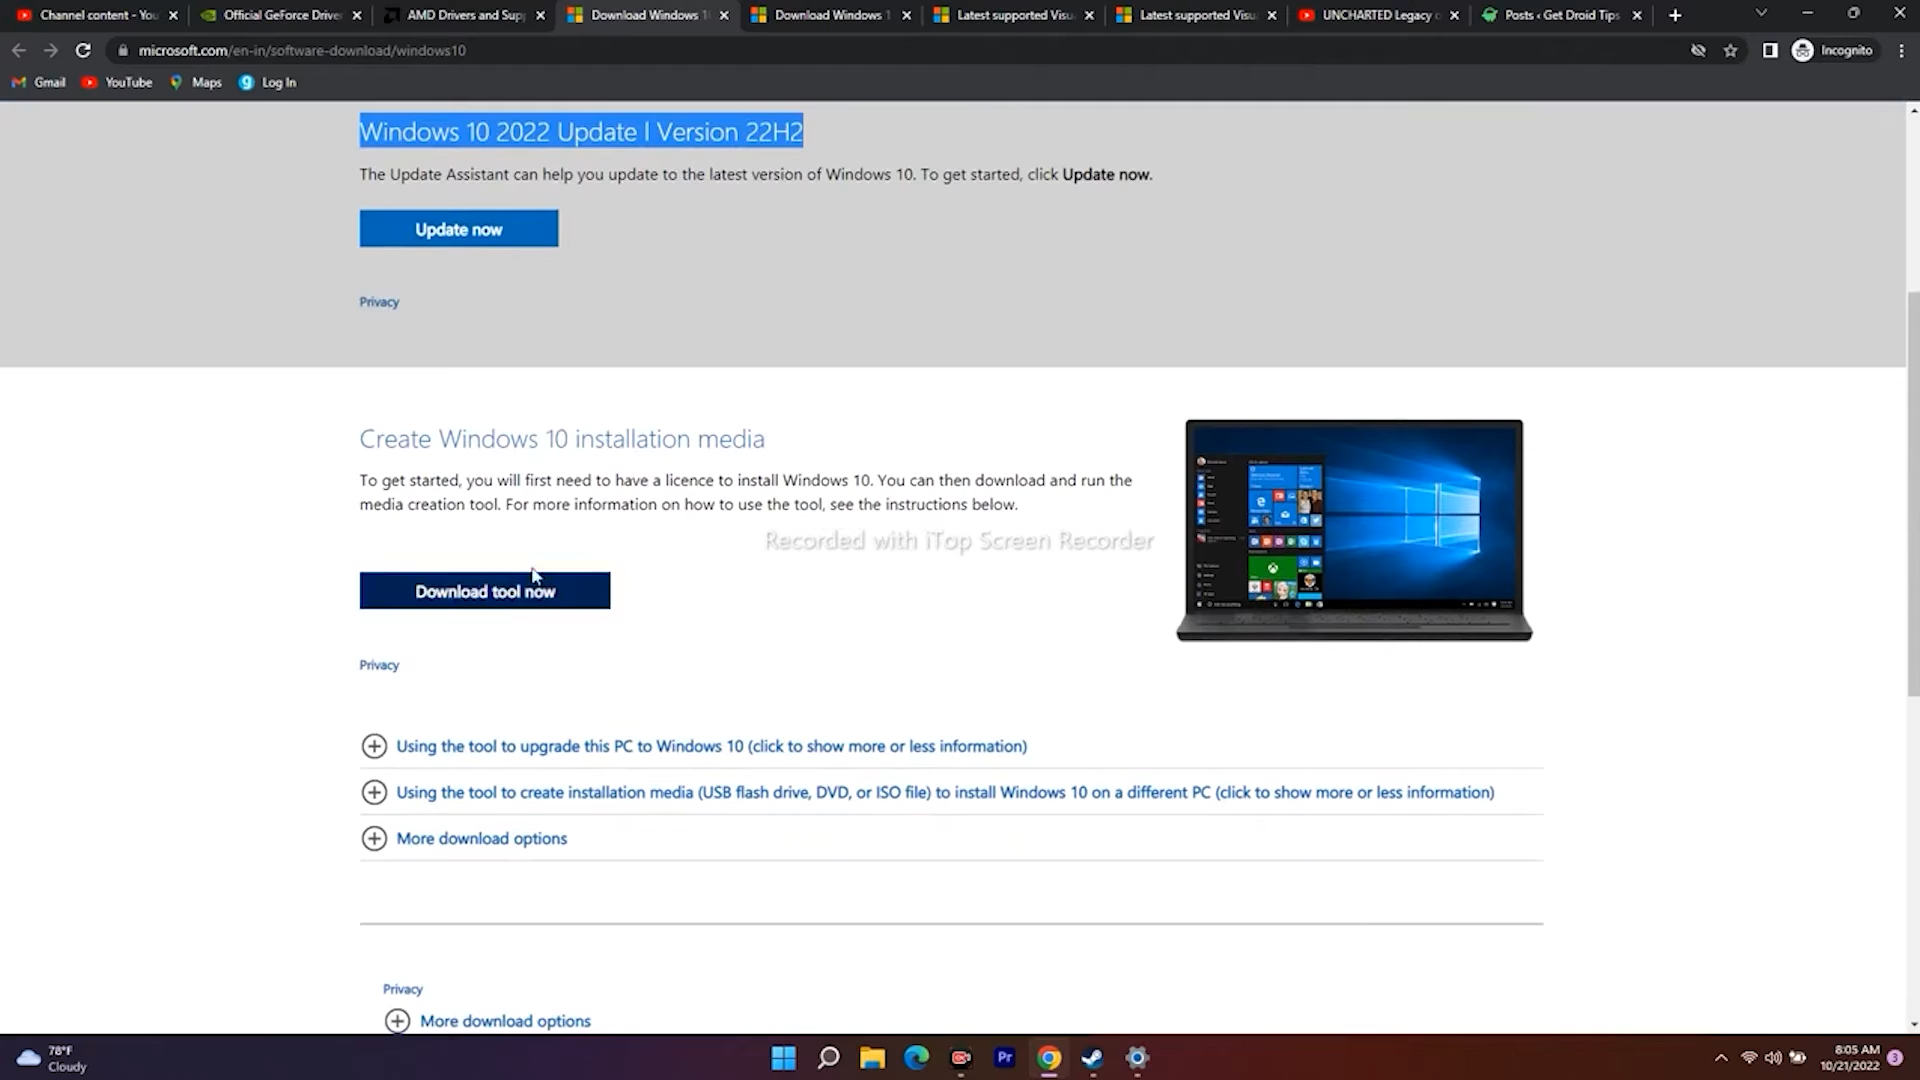 Channel content - You
Official GeForce Drive
AMD Drivers and Supp
Download Windows 1
Download Windows 1
Latest supported Visu
Latest supported Visu
UNCHARTED Legacy o
Posts ‹ Get Droid Tips
microsoft.com/en-in/software-download/windows10
Incognito
Gmail
YouTube
Maps
Log In
Windows 10 2022 Update | Version 22H2
The Update Assistant can help you update to the latest version of Windows 10. To get started, click Update now.
Update now
Privacy
Create Windows 10 installation media
To get started, you will first need to have a licence to install Windows 10. You can then download and run the
media creation tool. For more information on how to use the tool, see the instructions below.
Recorded with iTop Screen Recorder
Download tool now
Privacy
Using the tool to upgrade this PC to Windows 10 (click to show more or less information)
Using the tool to create installation media (USB flash drive, DVD, or ISO file) to install Windows 10 on a different PC (click to show more or less information)
More download options
Privacy
More download options
78°F
Cloudy
Pr
8:05 AM
10/21/2022
3